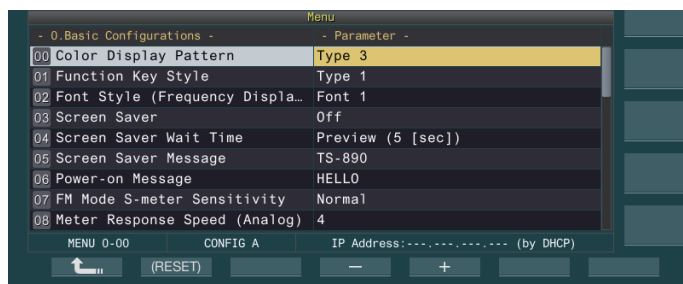 Menu
- 0.Basic Configurations - - Parameter -
00 Color Display Pattern Type 3
01 Function Key Style Type 1
02 Font Style (Frequency Displa… Font 1
03 Screen Saver Off
04 Screen Saver Wait Time Preview (5 [sec])
05 Screen Saver Message TS-890
06 Power-on Message HELLO
07 FM Mode S-meter Sensitivity Normal
08 Meter Response Speed (Analog) 4
MENU 0-00 CONFIG A IP Address:---.---.---.--- (by DHCP)
(RESET) − +